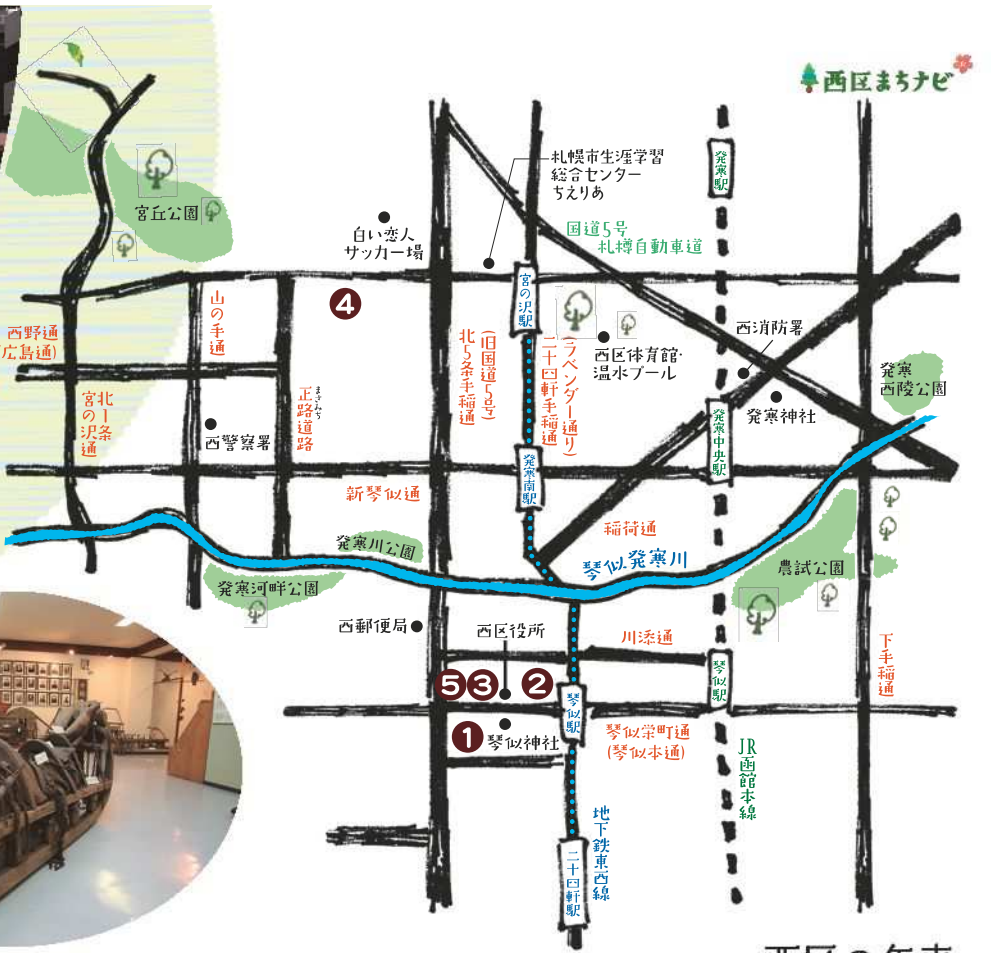 西区まちナビ
発寒駅
札幌市生涯学習
総合センター
ちえりあ
宮丘公園
白い恋人
サッカー場
国道5号
札樽自動車道
宮の沢駅
山の手通
4
西野通
(広島通)
北5条手稲通
(旧国道5号)
二十四軒手稲通
(ラベンダー通り)
西区体育館・
温水プール
西消防署
発寒神社
発寒
西陵公園
北1条
宮の沢通
西警察署
正路道路
まさみち
発寒中央駅
発寒南駅
新琴似通
稲荷通
発寒川公園
琴似発寒川
農試公園
発寒河畔公園
西郵便局
西区役所
川添通
下手稲通
5
3
2
琴似駅
琴似駅
1
琴似神社
琴似栄町通
(琴似本通)
JR函館本線
地下鉄東西線
二十四軒駅